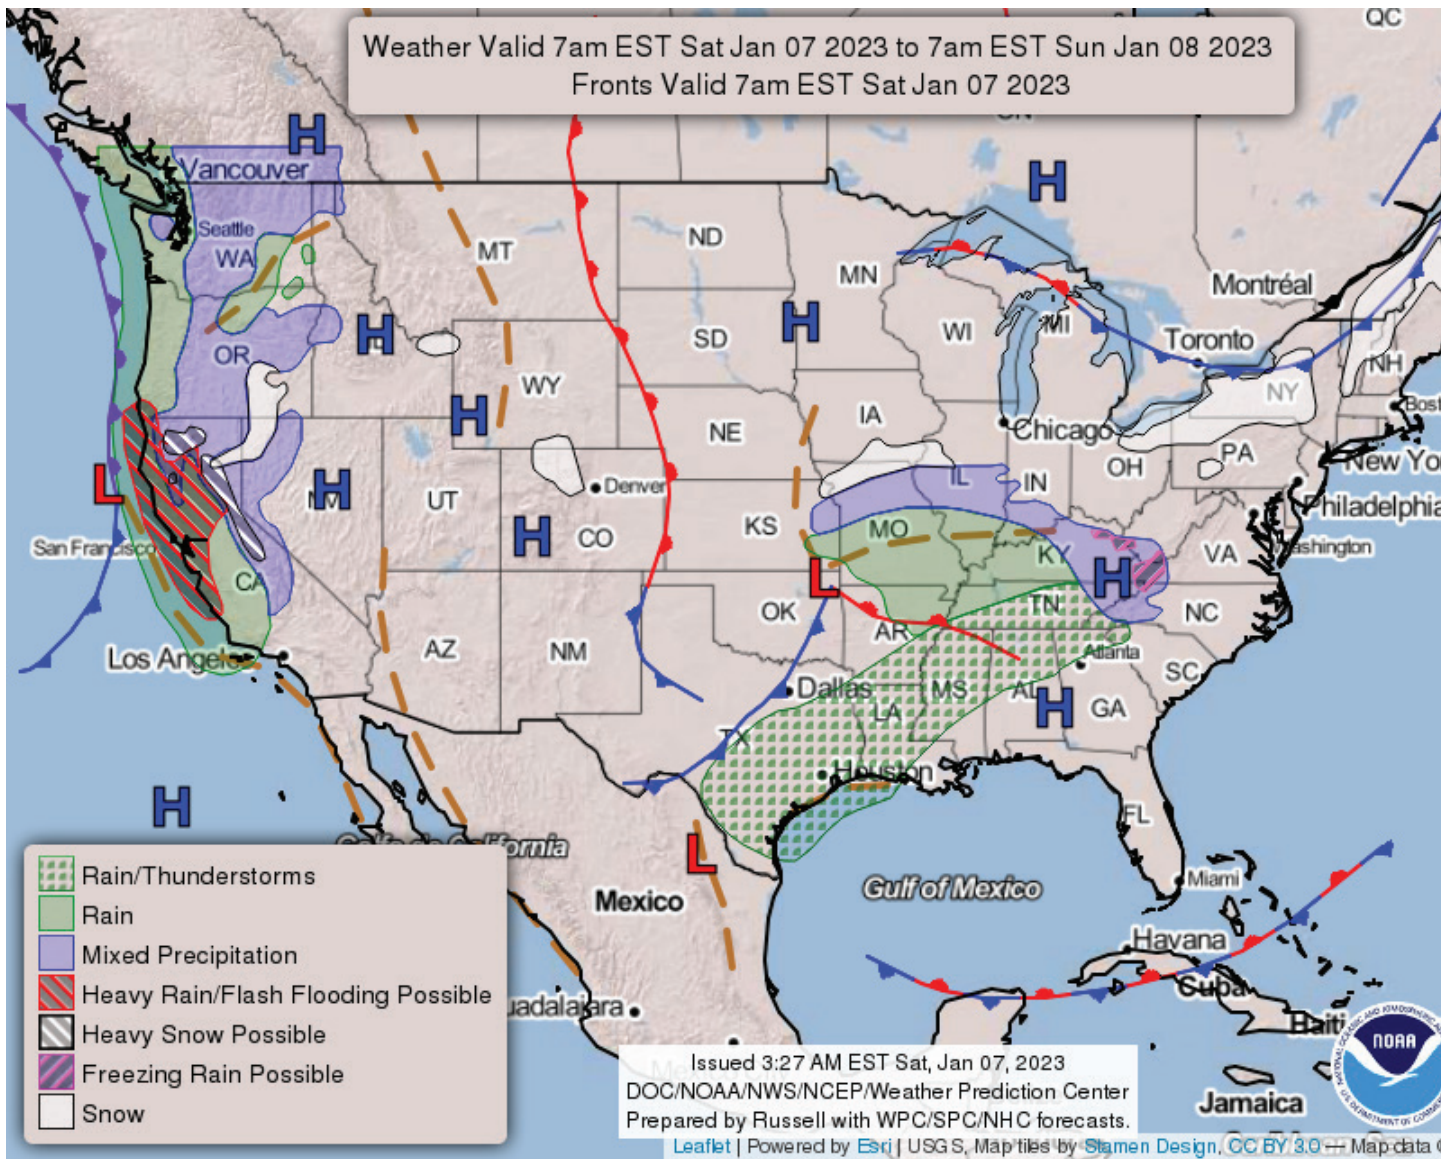 QC
Weather Valid 7am EST Sat Jan 07 2023 to 7am EST Sun Jan 08 2023
Fronts Valid 7am EST Sat Jan 07 2023
H
Vancouver
H
Seattle
WA
MT
ND
MN
Montréal
H
H
OR
SD
WI
MI
Toronto
NH
WY
NY
H
IA
NE
Chicago
PA
OH
New Yo
L
H
Denver
UT
IL
IN
Philadelphia
KS
MO
San Francisco
H
CO
KY
VA
Washington
CA
L
H
OK
TN
NC
AR
Los Angeles
AZ
NM
Atlanta
SC
Dallas
MS
AL
H
GA
LA
TX
Houston
H
FL
L
Miami
Gulf of Mexico
Mexico
Havana
Cuba
Haiti
Jamaica
uadalajara
Rain/Thunderstorms
Rain
Mixed Precipitation
Heavy Rain/Flash Flooding Possible
Heavy Snow Possible
Freezing Rain Possible
Snow
NOAA
Issued 3:27 AM EST Sat, Jan 07, 2023
DOC/NOAA/NWS/NCEP/Weather Prediction Center
Prepared by Russell with WPC/SPC/NHC forecasts.
Leaflet | Powered by Esri | USGS, Map tiles by Stamen Design, CC BY 3.0 — Map data ©